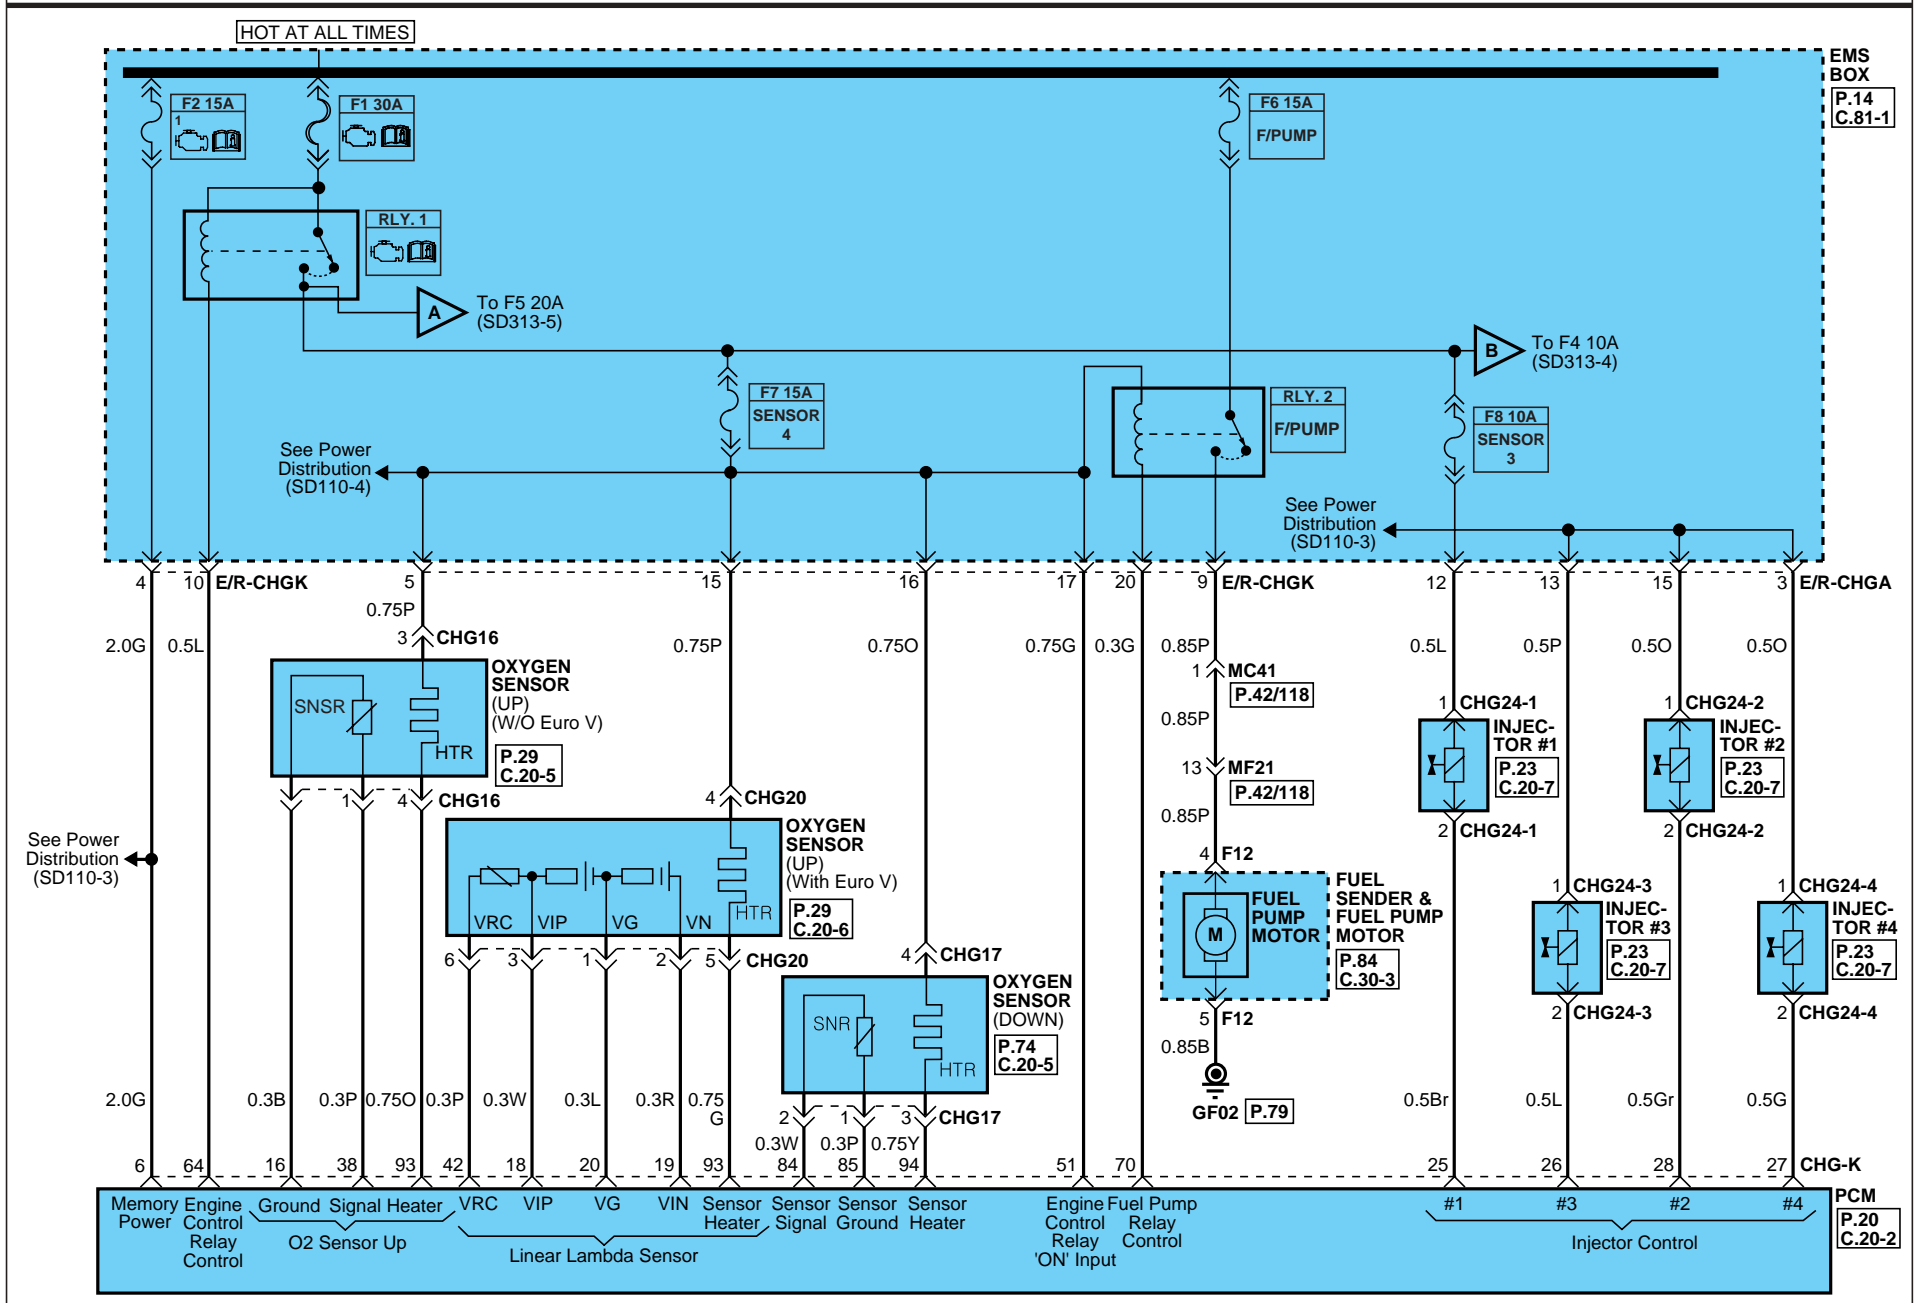 HOT AT ALL TIMES
EMS
BOX
P.14
C.81-1
F2 15A
1
F1 30A
F6 15A
F/PUMP
RLY. 1
A
To F5 20A
(SD313-5)
B
To F4 10A
(SD313-4)
F7 15A
SENSOR
4
RLY. 2
F/PUMP
F8 10A
SENSOR
3
See Power
Distribution
(SD110-4)
See Power
Distribution
(SD110-3)
4
10
E/R-CHGK
5
15
16
17
20
9
E/R-CHGK
12
13
15
3
E/R-CHGA
0.75P
2.0G
0.5L
3
CHG16
0.75P
0.75O
0.75G
0.3G
0.85P
0.5L
0.5P
0.5O
0.5O
OXYGEN
SENSOR
(UP)
(W/O Euro V)
P.29
C.20-5
SNSR
HTR
1
4
CHG16
1
MC41
P.42/118
0.85P
13
MF21
P.42/118
0.85P
1
CHG24-1
INJEC-
TOR #1
P.23
C.20-7
2
CHG24-1
1
CHG24-2
INJEC-
TOR #2
P.23
C.20-7
2
CHG24-2
4
CHG20
OXYGEN
SENSOR
(UP)
(With Euro V)
P.29
C.20-6
VRC
VIP
VG
VN
HTR
6
3
1
2
5
CHG20
See Power
Distribution
(SD110-3)
4
F12
FUEL
PUMP
MOTOR
M
FUEL
SENDER &
FUEL PUMP
MOTOR
P.84
C.30-3
5
F12
0.85B
GF02
P.79
1
CHG24-3
INJEC-
TOR #3
P.23
C.20-7
2
CHG24-3
1
CHG24-4
INJEC-
TOR #4
P.23
C.20-7
2
CHG24-4
4
CHG17
OXYGEN
SENSOR
(DOWN)
P.74
C.20-5
SNR
HTR
2
1
3
CHG17
2.0G
0.3B
0.3P
0.75O
0.3P
0.3W
0.3L
0.3R
0.75
G
0.3W
0.3P
0.75Y
0.5Br
0.5L
0.5Gr
0.5G
6
64
16
38
93
42
18
20
19
93
84
85
94
51
70
25
26
28
27
CHG-K
Memory
Power
Engine
Control
Relay
Control
Ground
Signal
Heater
O2 Sensor Up
VRC
VIP
VG
VIN
Sensor
Heater
Linear Lambda Sensor
Sensor
Signal
Sensor
Ground
Sensor
Heater
Engine
Control
Relay
'ON' Input
Fuel Pump
Relay
Control
#1
#3
#2
#4
Injector Control
PCM
P.20
C.20-2